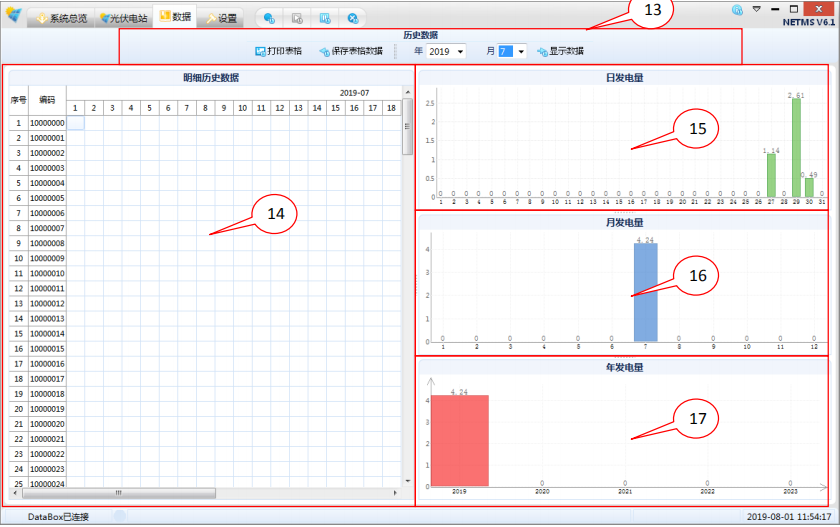 系统总览 光伏电站 数据 设置
NETMS V6.1
13
历史数据
打印表格 保存表格数据 年 2019 月 7 显示数据
明细历史数据
序号 编码 2019-07
1 2 3 4 5 6 7 8 9 10 11 12 13 14 15 16 17 18
1 10000000
2 10000001
3 10000002
4 10000003
5 10000004
6 10000005
7 10000006
8 10000007
9 10000008
10 10000009
11 10000010
12 10000011
13 10000012
14 10000013
15 10000014
16 10000015
17 10000016
18 10000017
19 10000018
20 10000019
21 10000020
22 10000021
23 10000022
24 10000023
25 10000024
14
日发电量
2.5
2
1.5
1
0.5
0
0 0 0 0 0 0 0 0 0 0 0 0 0 0 0 0 0 0 0 0 0 0 0 0 0 0 1.14 0 2.61 0.49 0
1 2 3 4 5 6 7 8 9 10 11 12 13 14 15 16 17 18 19 20 21 22 23 24 25 26 27 28 29 30 31
15
月发电量
4
3
2
1
0
0 0 0 0 0 0 4.24 0 0 0 0 0
1 2 3 4 5 6 7 8 9 10 11 12
16
年发电量
4
3
2
1
0
4.24 0 0 0 0
2019 2020 2021 2022 2023
17
DataBox已连接
2019-08-01 11:54:17